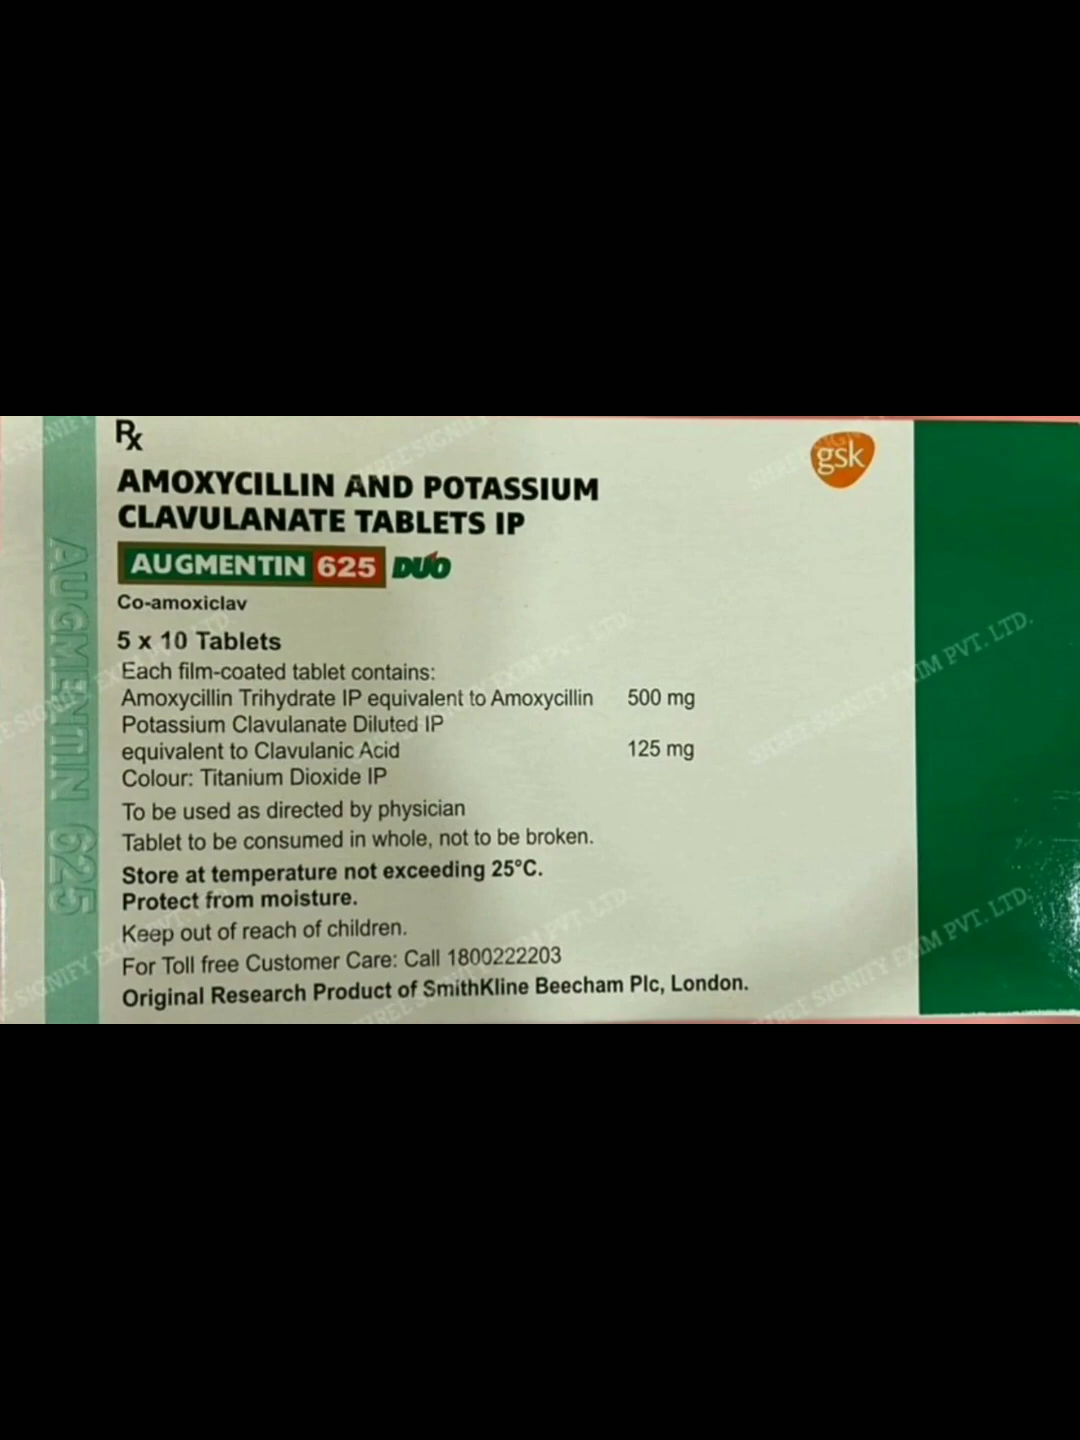 Rx
AMOXYCILLIN AND POTASSIUM
CLAVULANATE TABLETS IP
gsk
AUGMENTIN 625 DUO
Co-amoxiclav
5 x 10 Tablets
Each film-coated tablet contains:
Amoxycillin Trihydrate IP equivalent to Amoxycillin 500 mg
Potassium Clavulanate Diluted IP
equivalent to Clavulanic Acid 125 mg
Colour: Titanium Dioxide IP
To be used as directed by physician
Tablet to be consumed in whole, not to be broken.
Store at temperature not exceeding 25°C.
Protect from moisture.
Keep out of reach of children.
For Toll free Customer Care: Call 1800222203
Original Research Product of SmithKline Beecham Plc, London.
AUGMENTIN 625
SHREE SIGNIFY EXIM PVT. LTD.
SHREE SIGNIFY EXIM PVT. LTD.